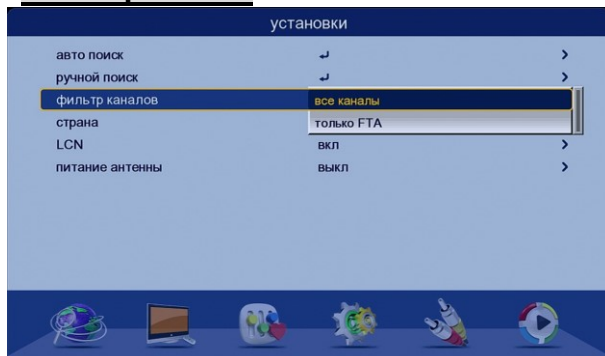 установки
авто поиск
ручной поиск
фильтр каналов все каналы
страна только FTA
LCN вкл
питание антенны выкл